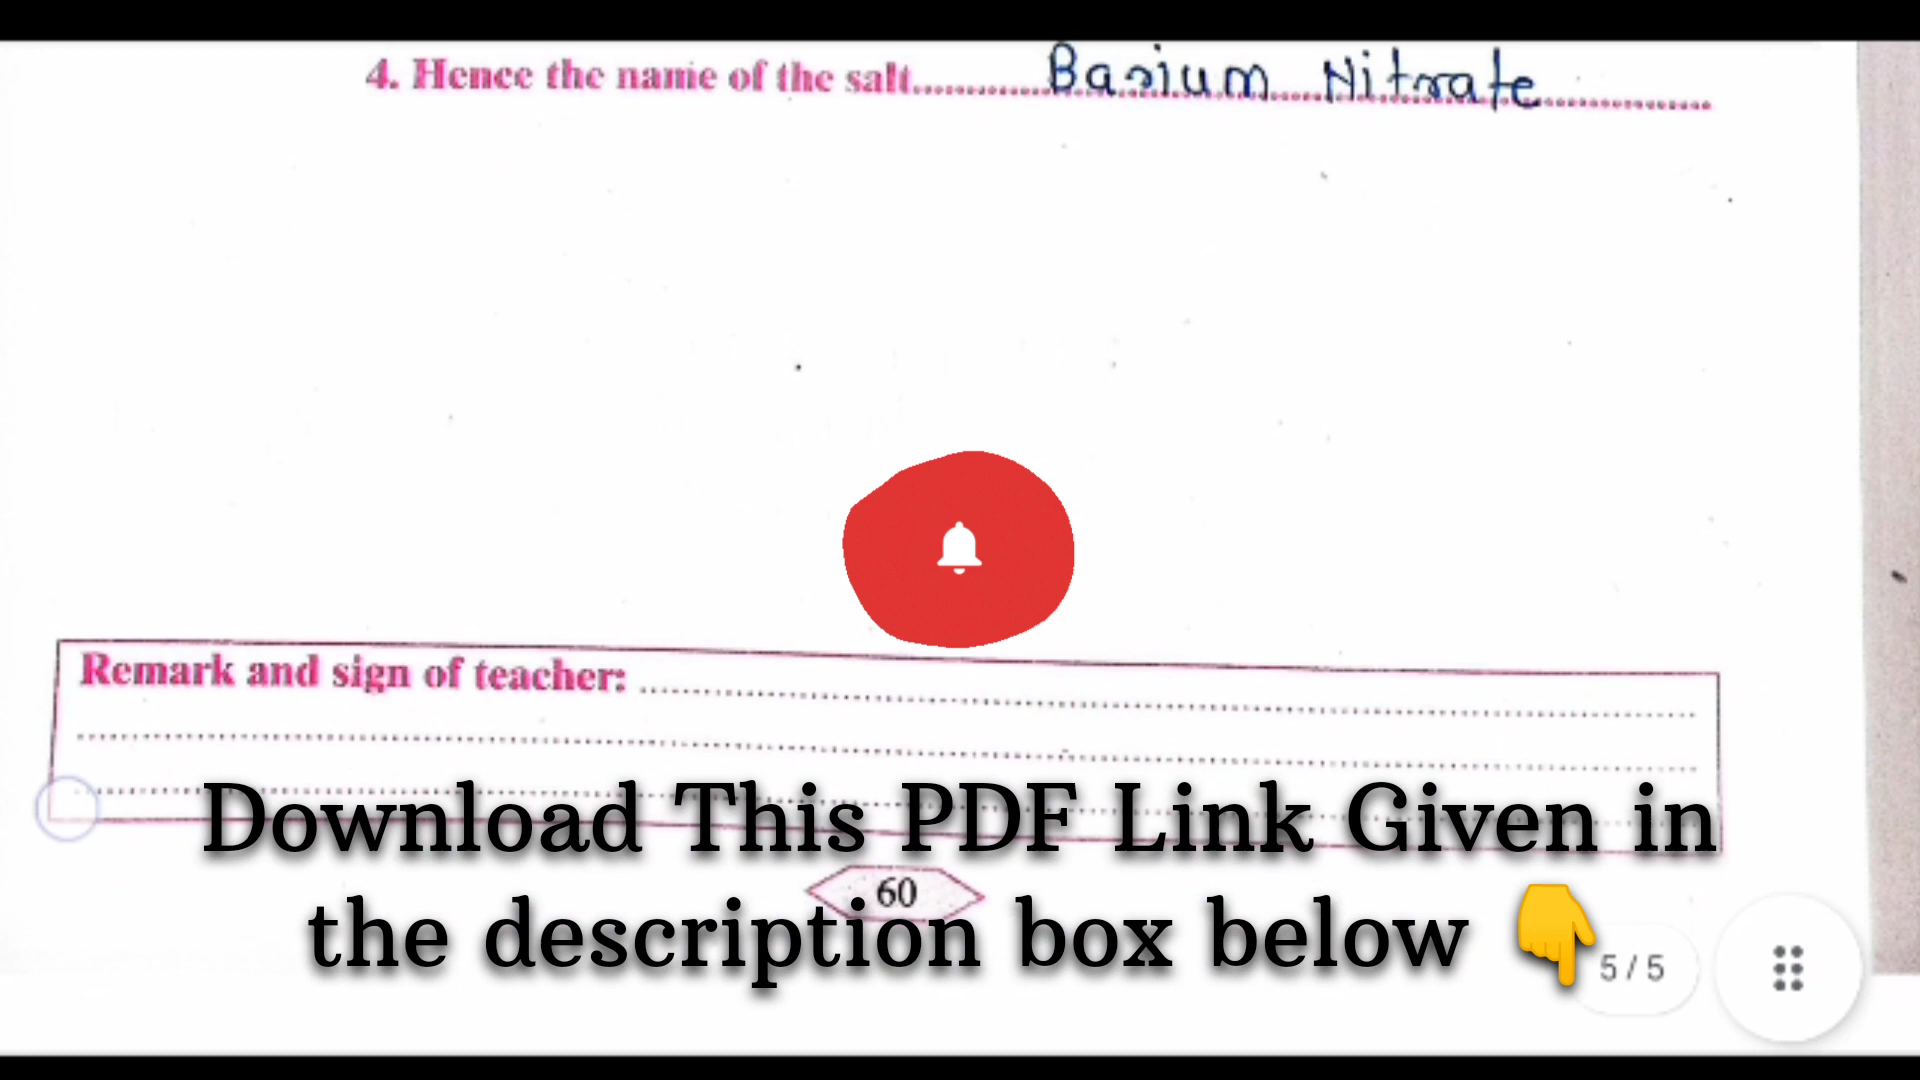 4. Hence the name of the salt............Barium Nitrate............
Remark and sign of teacher: ............
Download This PDF Link Given in
60
the description box below 👇
5 / 5